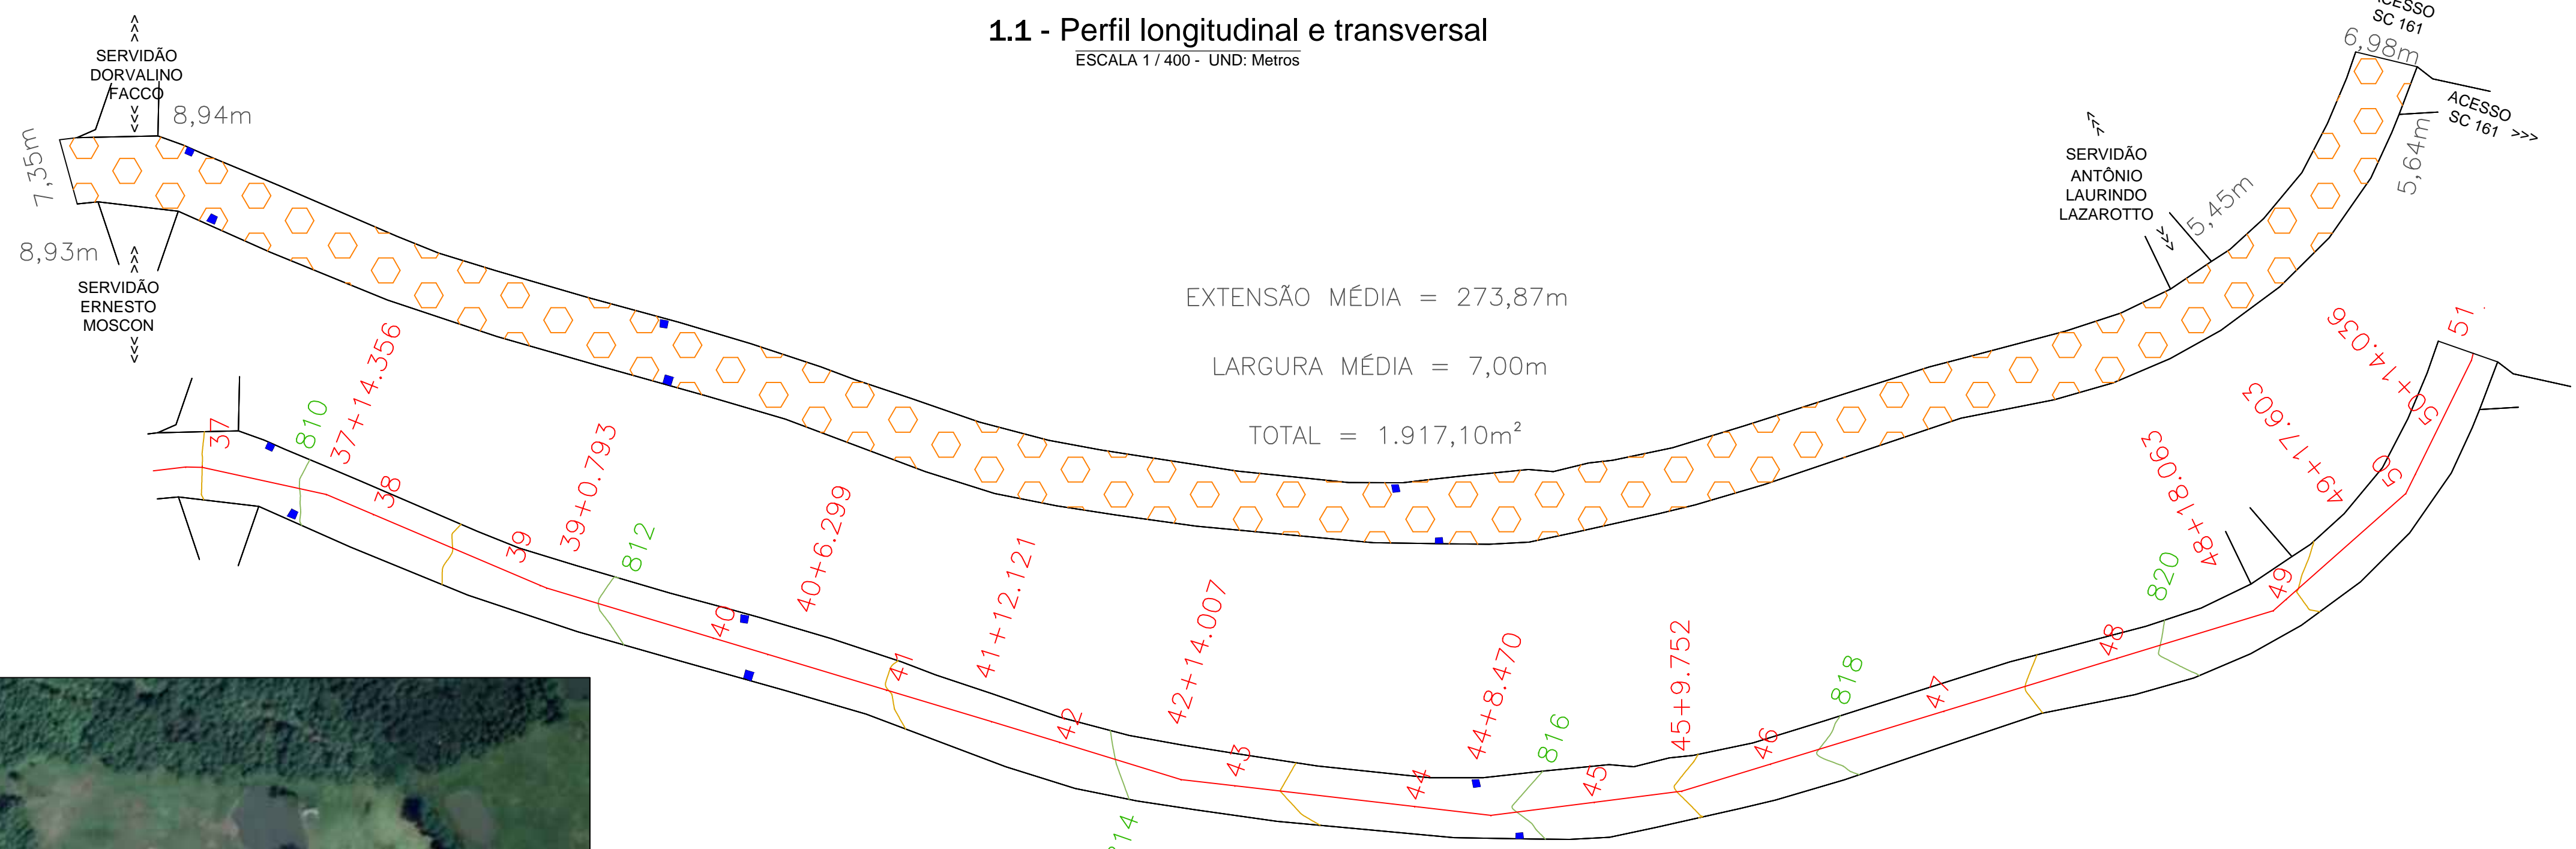 1.1 - Perfil longitudinal e transversal
ESCALA 1 / 400 - UND: Metros
<<<
SERVIDÃO
DORVALINO
FACCO
<<<
8,94m
7,35m
8,93m
<<<
SERVIDÃO
ERNESTO
MOSCON
<<<
EXTENSÃO MÉDIA = 273,87m
LARGURA MÉDIA = 7,00m
TOTAL = 1.917,10m²
<<<
SERVIDÃO
ANTÔNIO
LAURINDO
LAZAROTTO
>>>
5,45m
SC 161
6,98m
ACESSO
SC 161 >>>
5,64m
37
810
37+14.356
38
39
39+0.793
812
40
40+6.299
41
41+12.121
42
42+14.007
43
44
44+8.470
816
45
45+9.752
46
818
47
48
820
48+18.063
49
49+17.603
50
50+14.036
51